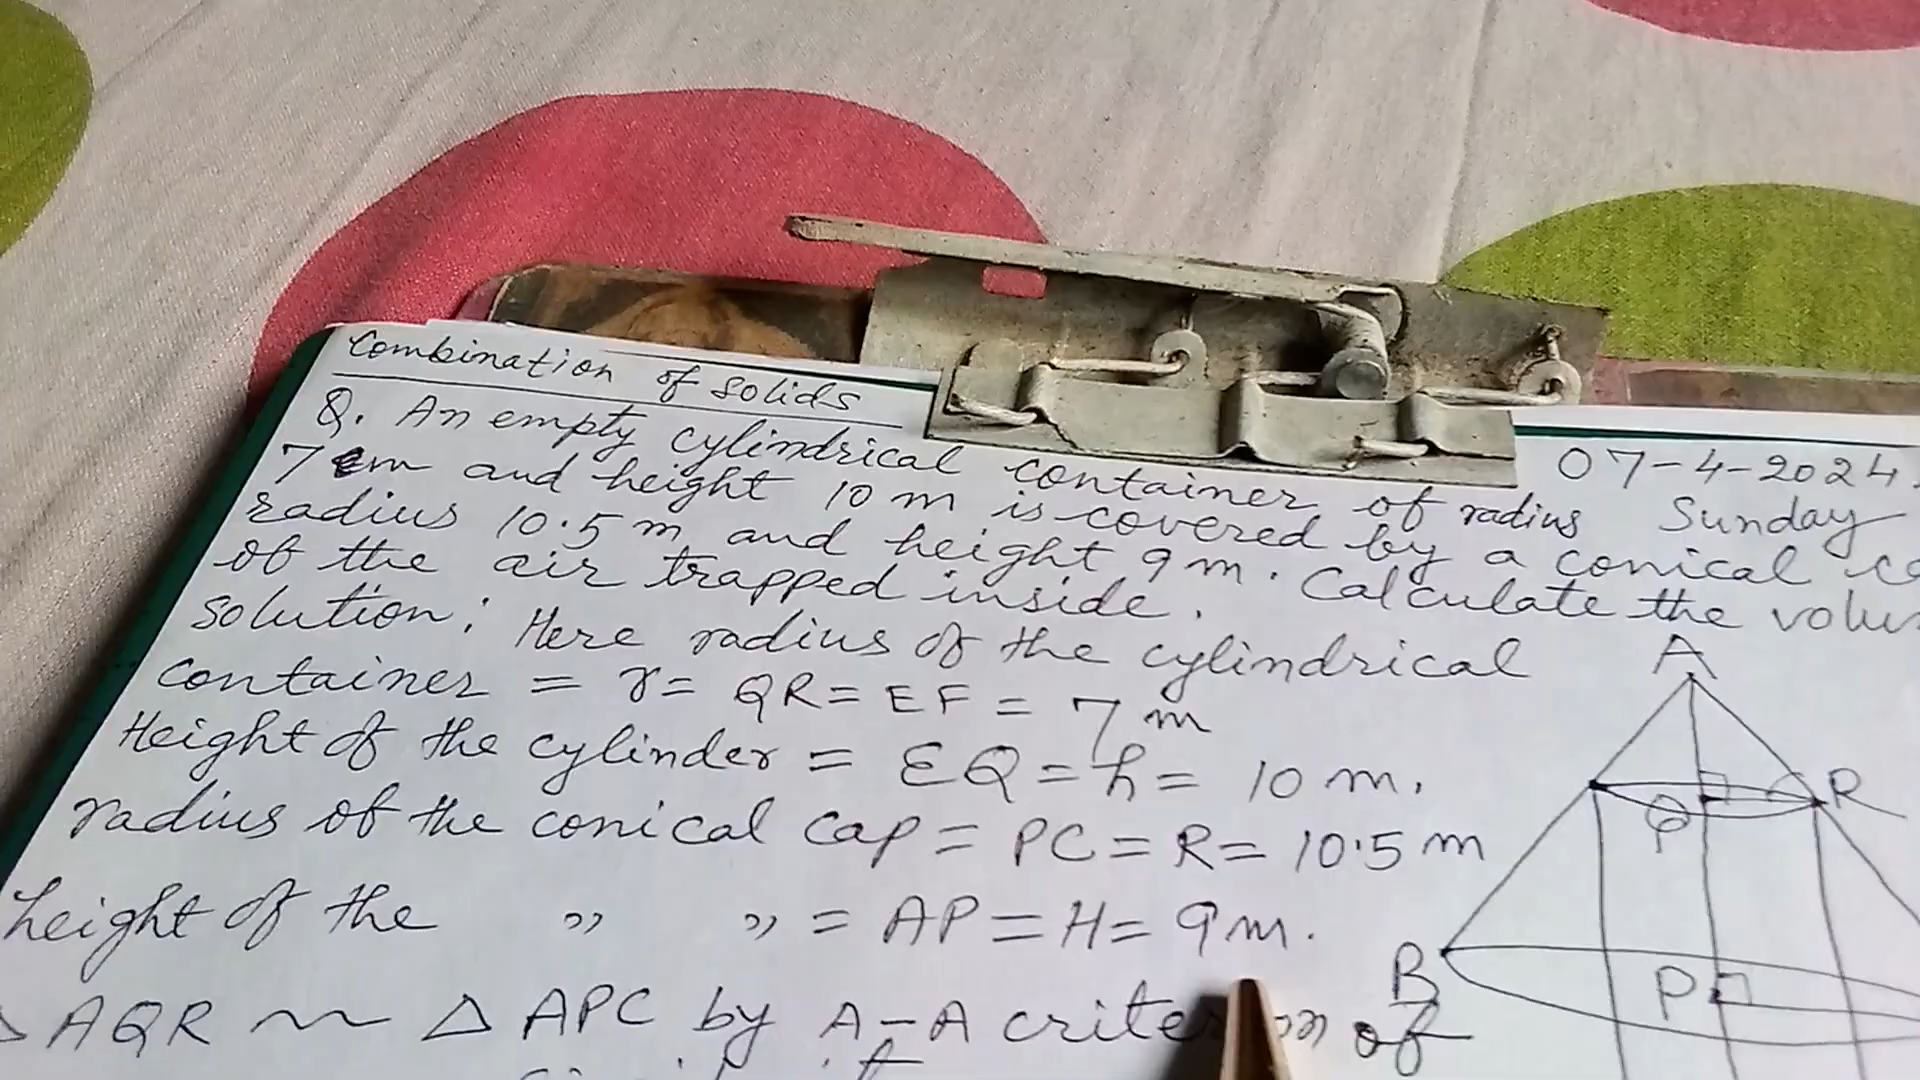 Combination of solids
07-4-2024
Sunday
Q. An empty cylindrical container of radius
7 m and height 10 m is covered by a conical
radius 10.5 m and height 9 m. Calculate the
of the air trapped inside.
Solution: Here radius of the cylindrical
container = r = QR = EF = 7 m
Height of the cylinder = EQ = h = 10 m.
radius of the conical cap = PC = R = 10.5 m
height of the " " = AP = H = 9 m.
△ AQR ~ △ APC by A-A criterion of
A
Q
R
B
P